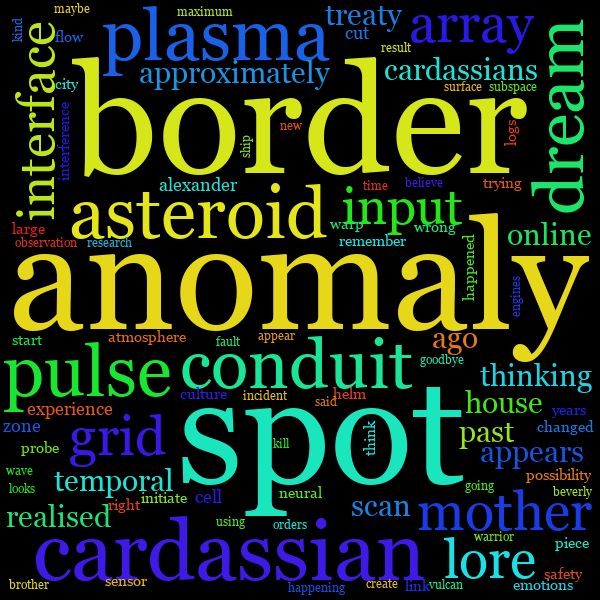 maybe
kind
flow
maximum
plasma
treaty
cut
array
result
approximately
cardassians
surface
subspace
interface
city
interference
border
dream
ship
new
logs
alexander
time
believe
trying
asteroid
input
warp
wrong
online
large
observation
research
remember
happened
anomaly
engines
start
atmosphere
fault
appear
ago
goodbye
pulse
conduit
thinking
culture
incident
said
helm
house
years
experience
spot
zone
grid
past
changed
think
kill
probe
appears
wave
looks
temporal
going
possibility
beverly
right
initiate
cell
neural
scan
mother
realised
using
orders
warrior
piece
cardassian
lore
brother
sensor
happening
create
link
vulcan
safety
emotions